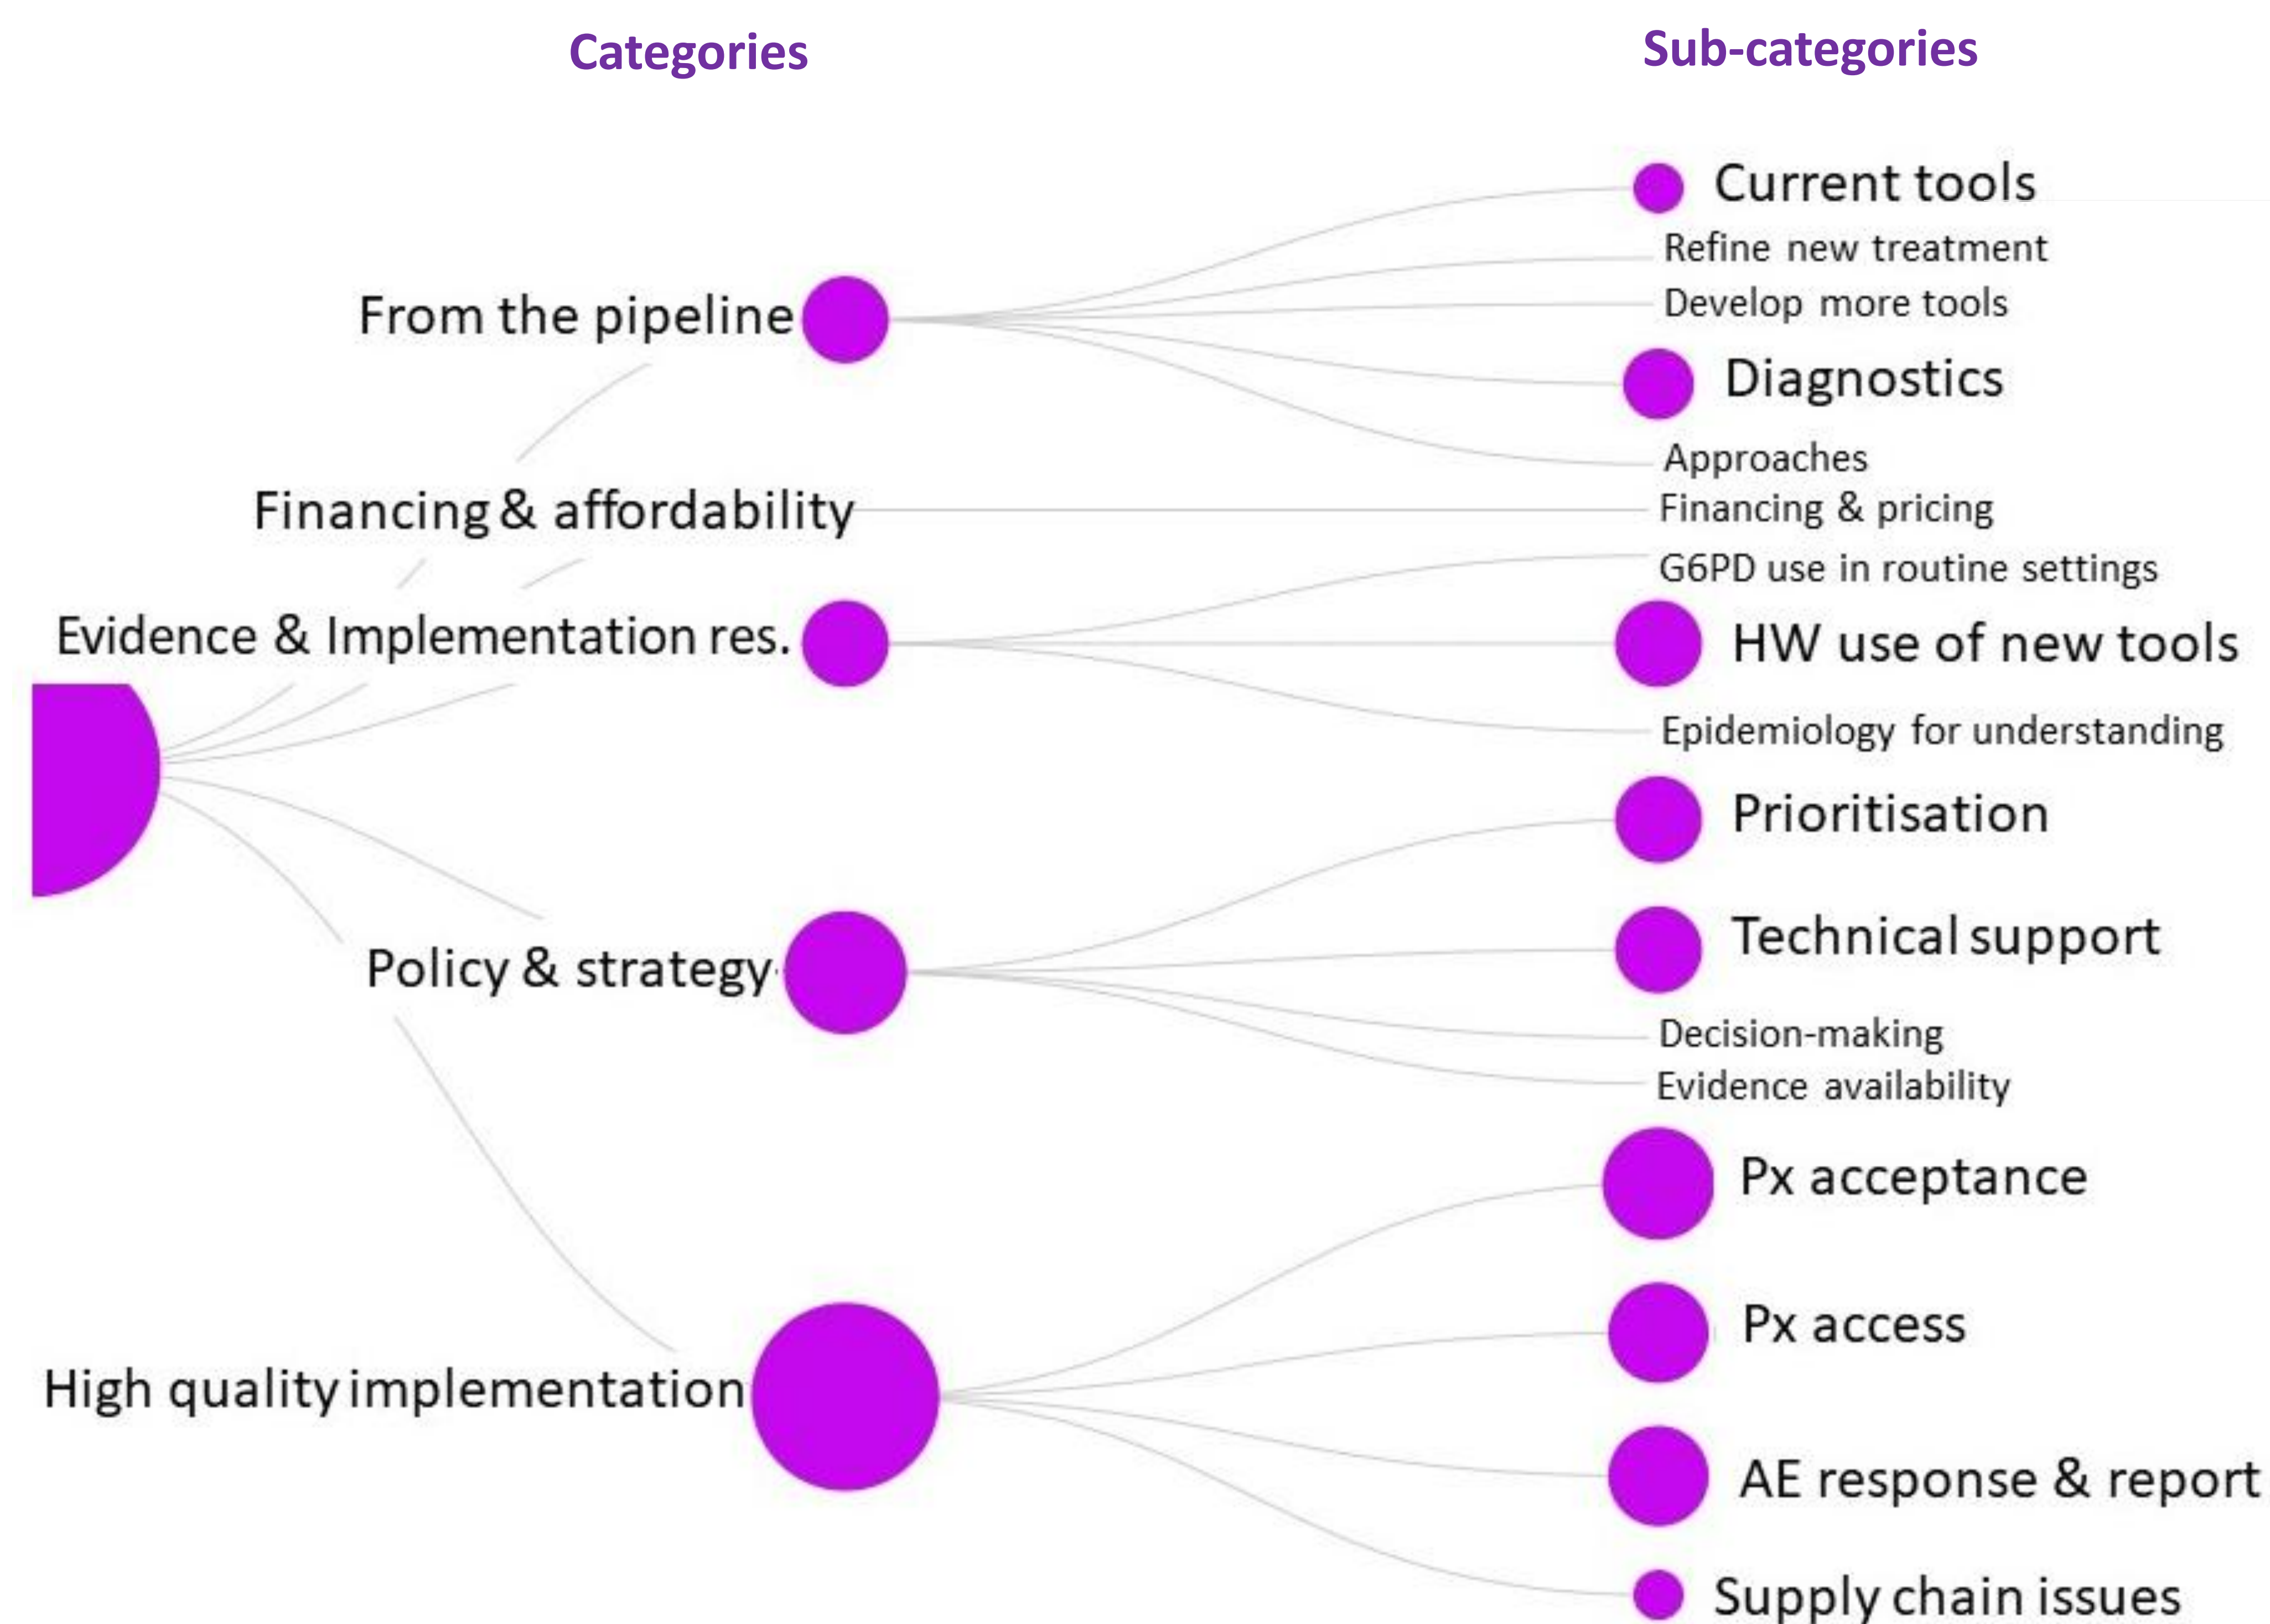 Categories
Sub-categories
From the pipeline
Financing & affordability
Evidence & Implementation res.
Policy & strategy
High quality implementation
Current tools
Refine new treatment
Develop more tools
Diagnostics
Approaches
Financing & pricing
G6PD use in routine settings
HW use of new tools
Epidemiology for understanding
Prioritisation
Technical support
Decision-making
Evidence availability
Px acceptance
Px access
AE response & report
Supply chain issues